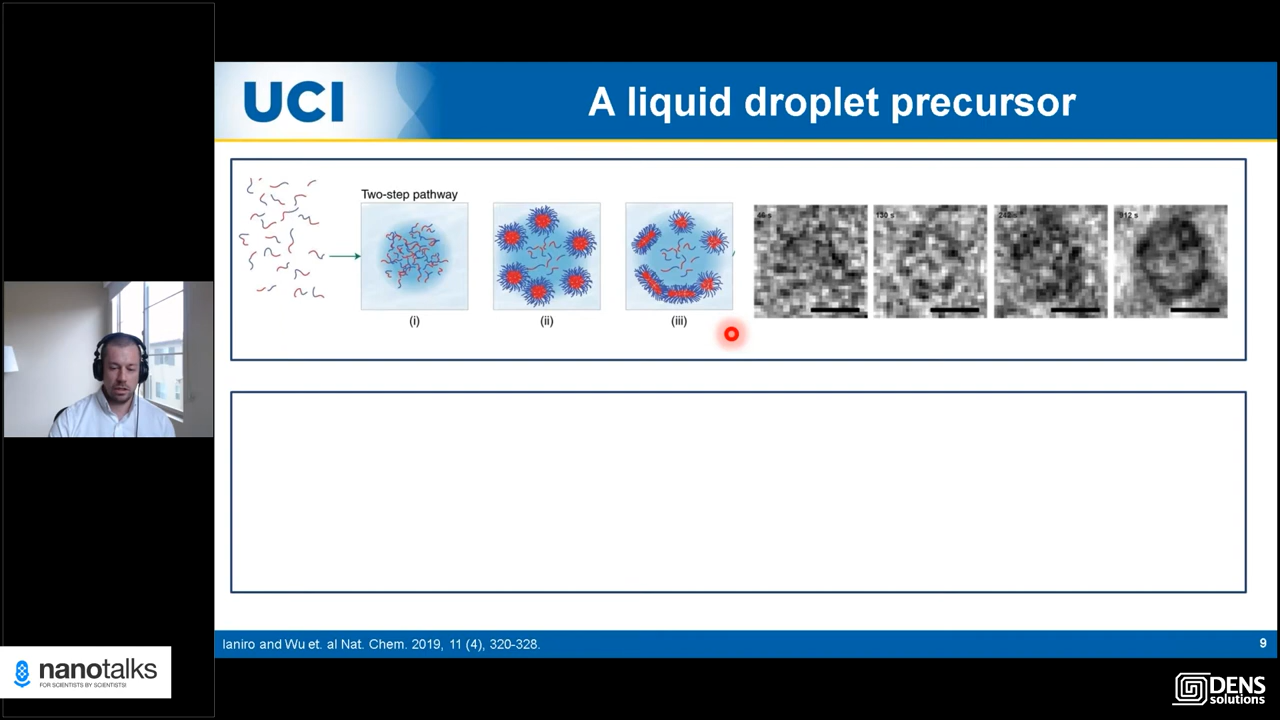 UCI
A liquid droplet precursor
Two-step pathway
(i)
(ii)
(iii)
130 s
Ianiro and Wu et. al Nat. Chem. 2019, 11 (4), 320-328.
9
nanotalks
FOR SCIENTISTS BY SCIENTISTS!
DENS
solutions